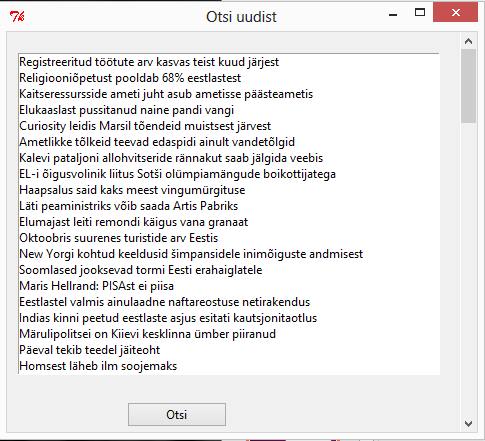 Otsi uudist
Registreeritud töötute arv kasvas teist kuud järjest
Religiooniõpetust pooldab 68% eestlastest
Kaitseressursside ameti juht asub ametisse päästeametis
Elukaaslast pussitanud naine pandi vangi
Curiosity leidis Marsil tõendeid muistsest järvest
Ametlikke tõlkeid teevad edaspidi ainult vandetõlgid
Kalevi pataljoni allohvitseride rännakut saab jälgida veebis
EL-i õigusvolinik liitus Sotši olümpiamängude boikottijatega
Haapsalus said kaks meest vingumürgituse
Läti peaministriks võib saada Artis Pabriks
Elumajast leiti remondi käigus vana granaat
Oktoobris suurenes turistide arv Eestis
New Yorgi kohtud keeldusid šimpansidele inimõiguste andmisest
Soomlased jooksevad tormi Eesti erahaiglatele
Maris Hellrand: PISAst ei piisa
Eestlastel valmis ainulaadne naftareostuse netirakendus
Indias kinni peetud eestlaste asjus esitati kautsjonitaotlus
Märulipolitsei on Kiievi kesklinna ümber piiranud
Päeval tekib teedel jäiteoht
Homsest läheb ilm soojemaks
Otsi